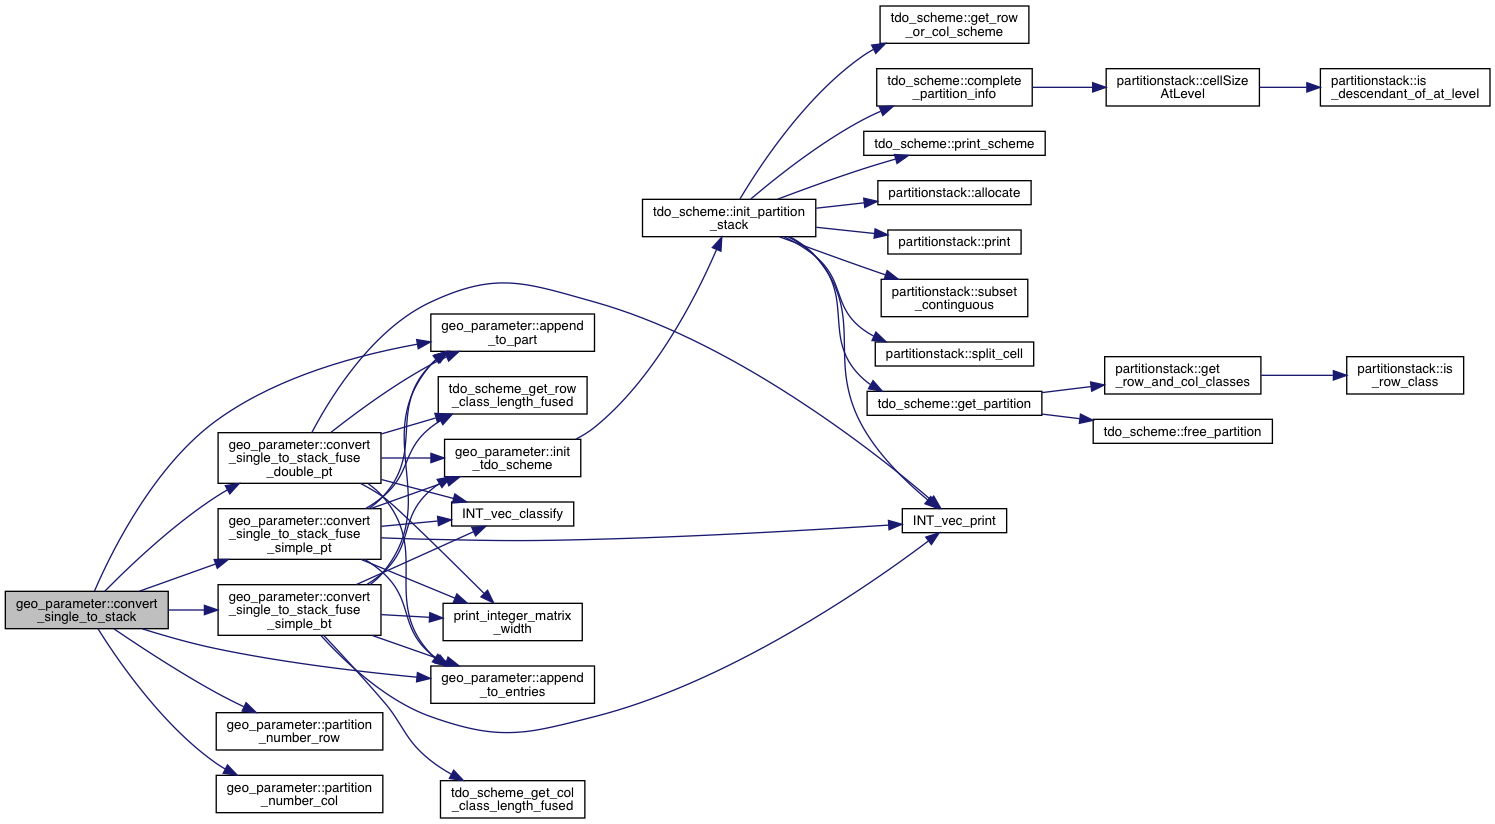 tdo_scheme::get_row
_or_col_scheme
tdo_scheme::complete
_partition_info
partitionstack::cellSize
AtLevel
partitionstack::is
_descendant_of_at_level
tdo_scheme::print_scheme
partitionstack::allocate
tdo_scheme::init_partition
_stack
partitionstack::print
partitionstack::subset
_continguous
partitionstack::split_cell
geo_parameter::append
_to_part
tdo_scheme_get_row
_class_length_fused
partitionstack::get
_row_and_col_classes
partitionstack::is
_row_class
tdo_scheme::get_partition
tdo_scheme::free_partition
geo_parameter::convert
_single_to_stack_fuse
_double_pt
geo_parameter::init
_tdo_scheme
INT_vec_classify
INT_vec_print
geo_parameter::convert
_single_to_stack_fuse
_simple_pt
geo_parameter::convert
_single_to_stack
geo_parameter::convert
_single_to_stack_fuse
_simple_bt
print_integer_matrix
_width
geo_parameter::append
_to_entries
geo_parameter::partition
_number_row
geo_parameter::partition
_number_col
tdo_scheme_get_col
_class_length_fused